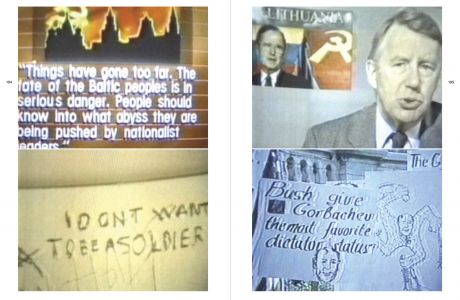 "Things have gone too far. The
fate of the Baltic peoples is in
serious danger. People should
know into what abyss they are
being pushed by nationalist
leaders."
I DONT WANT
TO BE A SOLDIER
LITHUANIA
The
Bush give
Gorbachev
the most favorite
dictator status!